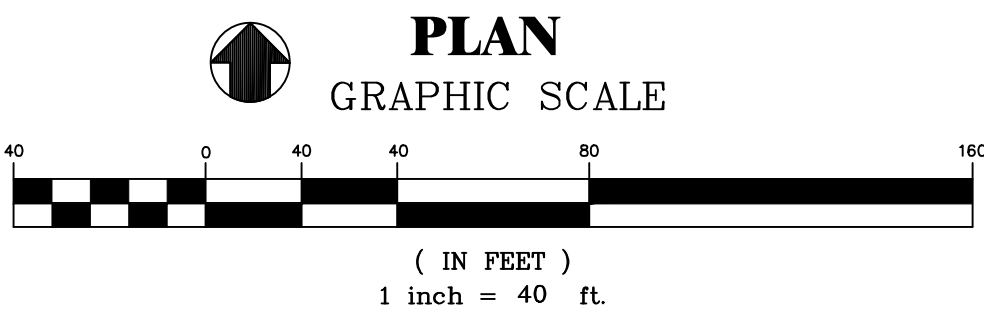 PLAN
GRAPHIC SCALE
40 0 40 40 80 160
( IN FEET )
1 inch = 40 ft.